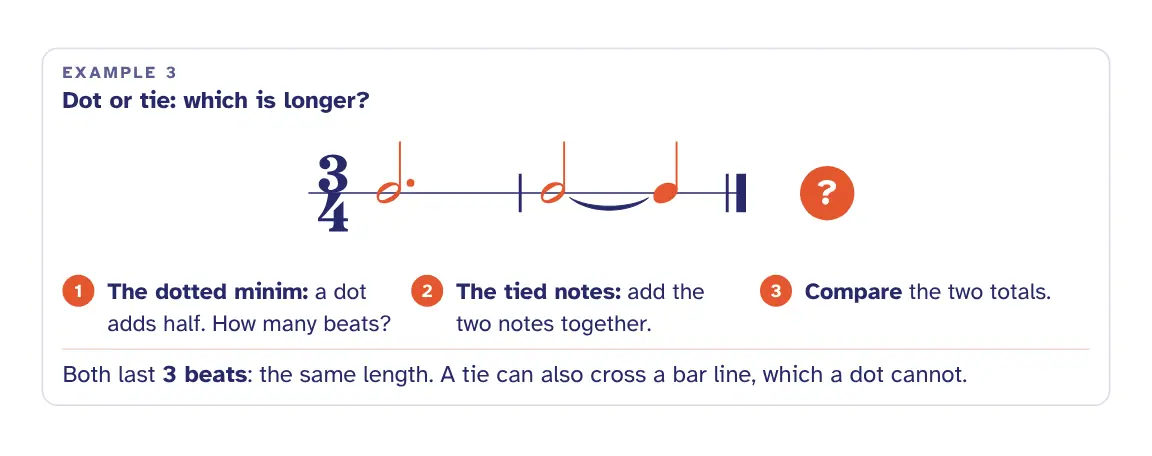 EXAMPLE 3
Dot or tie: which is longer?
3
4
?
1 The dotted minim: a dot
adds half. How many beats?
2 The tied notes: add the
two notes together.
3 Compare the two totals.
Both last 3 beats: the same length. A tie can also cross a bar line, which a dot cannot.